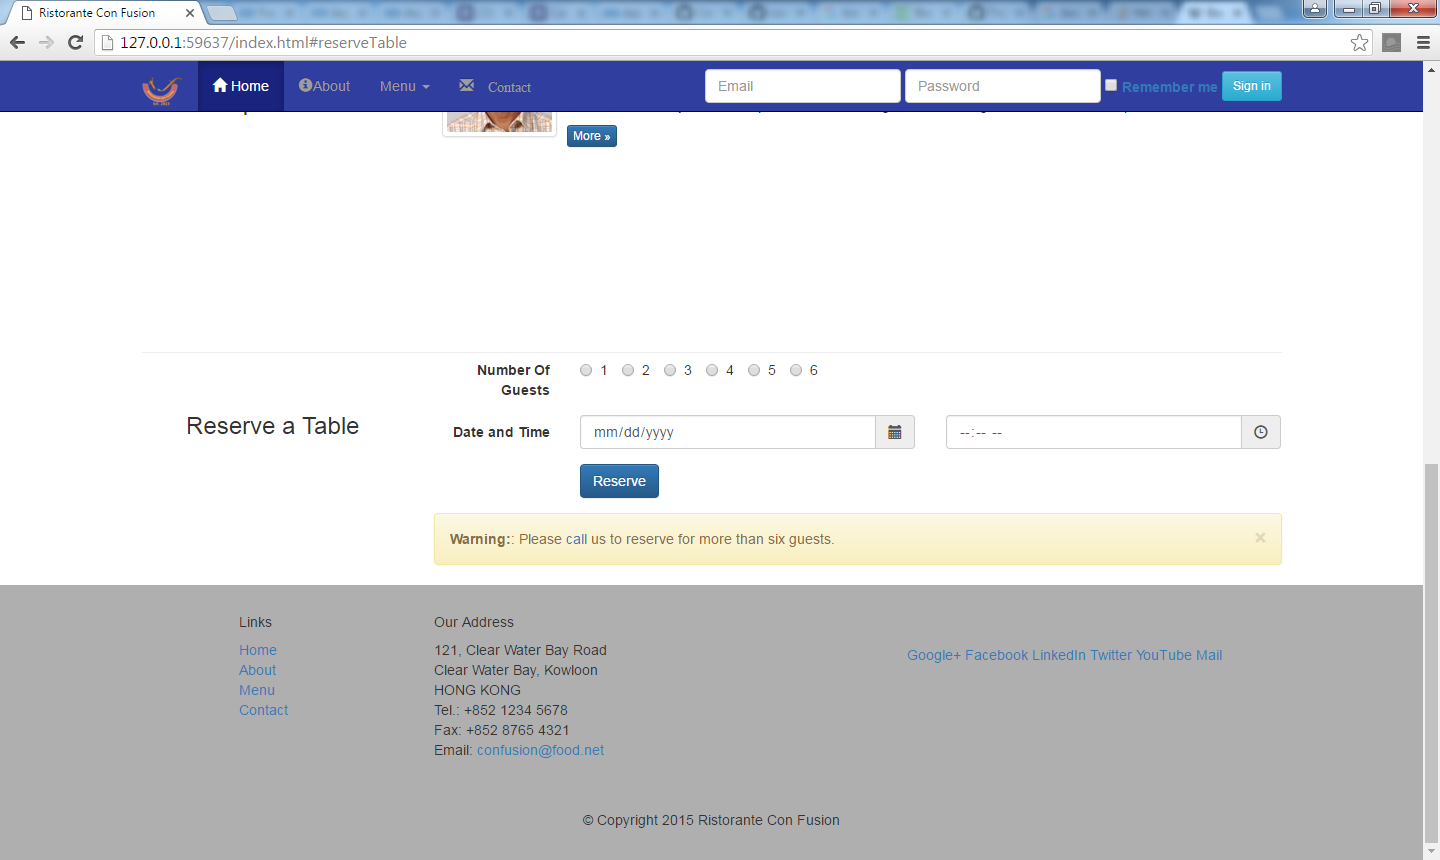 Ristorante Con Fusion
127.0.0.1:59637/index.html#reserveTable
Home About Menu Contact Email Password Remember me Sign in
More »
Number Of Guests 1 2 3 4 5 6
Reserve a Table
Date and Time mm/dd/yyyy --:-- --
Reserve
Warning:: Please call us to reserve for more than six guests. ×
Links
Home
About
Menu
Contact
Our Address
121, Clear Water Bay Road
Clear Water Bay, Kowloon
HONG KONG
Tel.: +852 1234 5678
Fax: +852 8765 4321
Email: confusion@food.net
Google+ Facebook LinkedIn Twitter YouTube Mail
© Copyright 2015 Ristorante Con Fusion